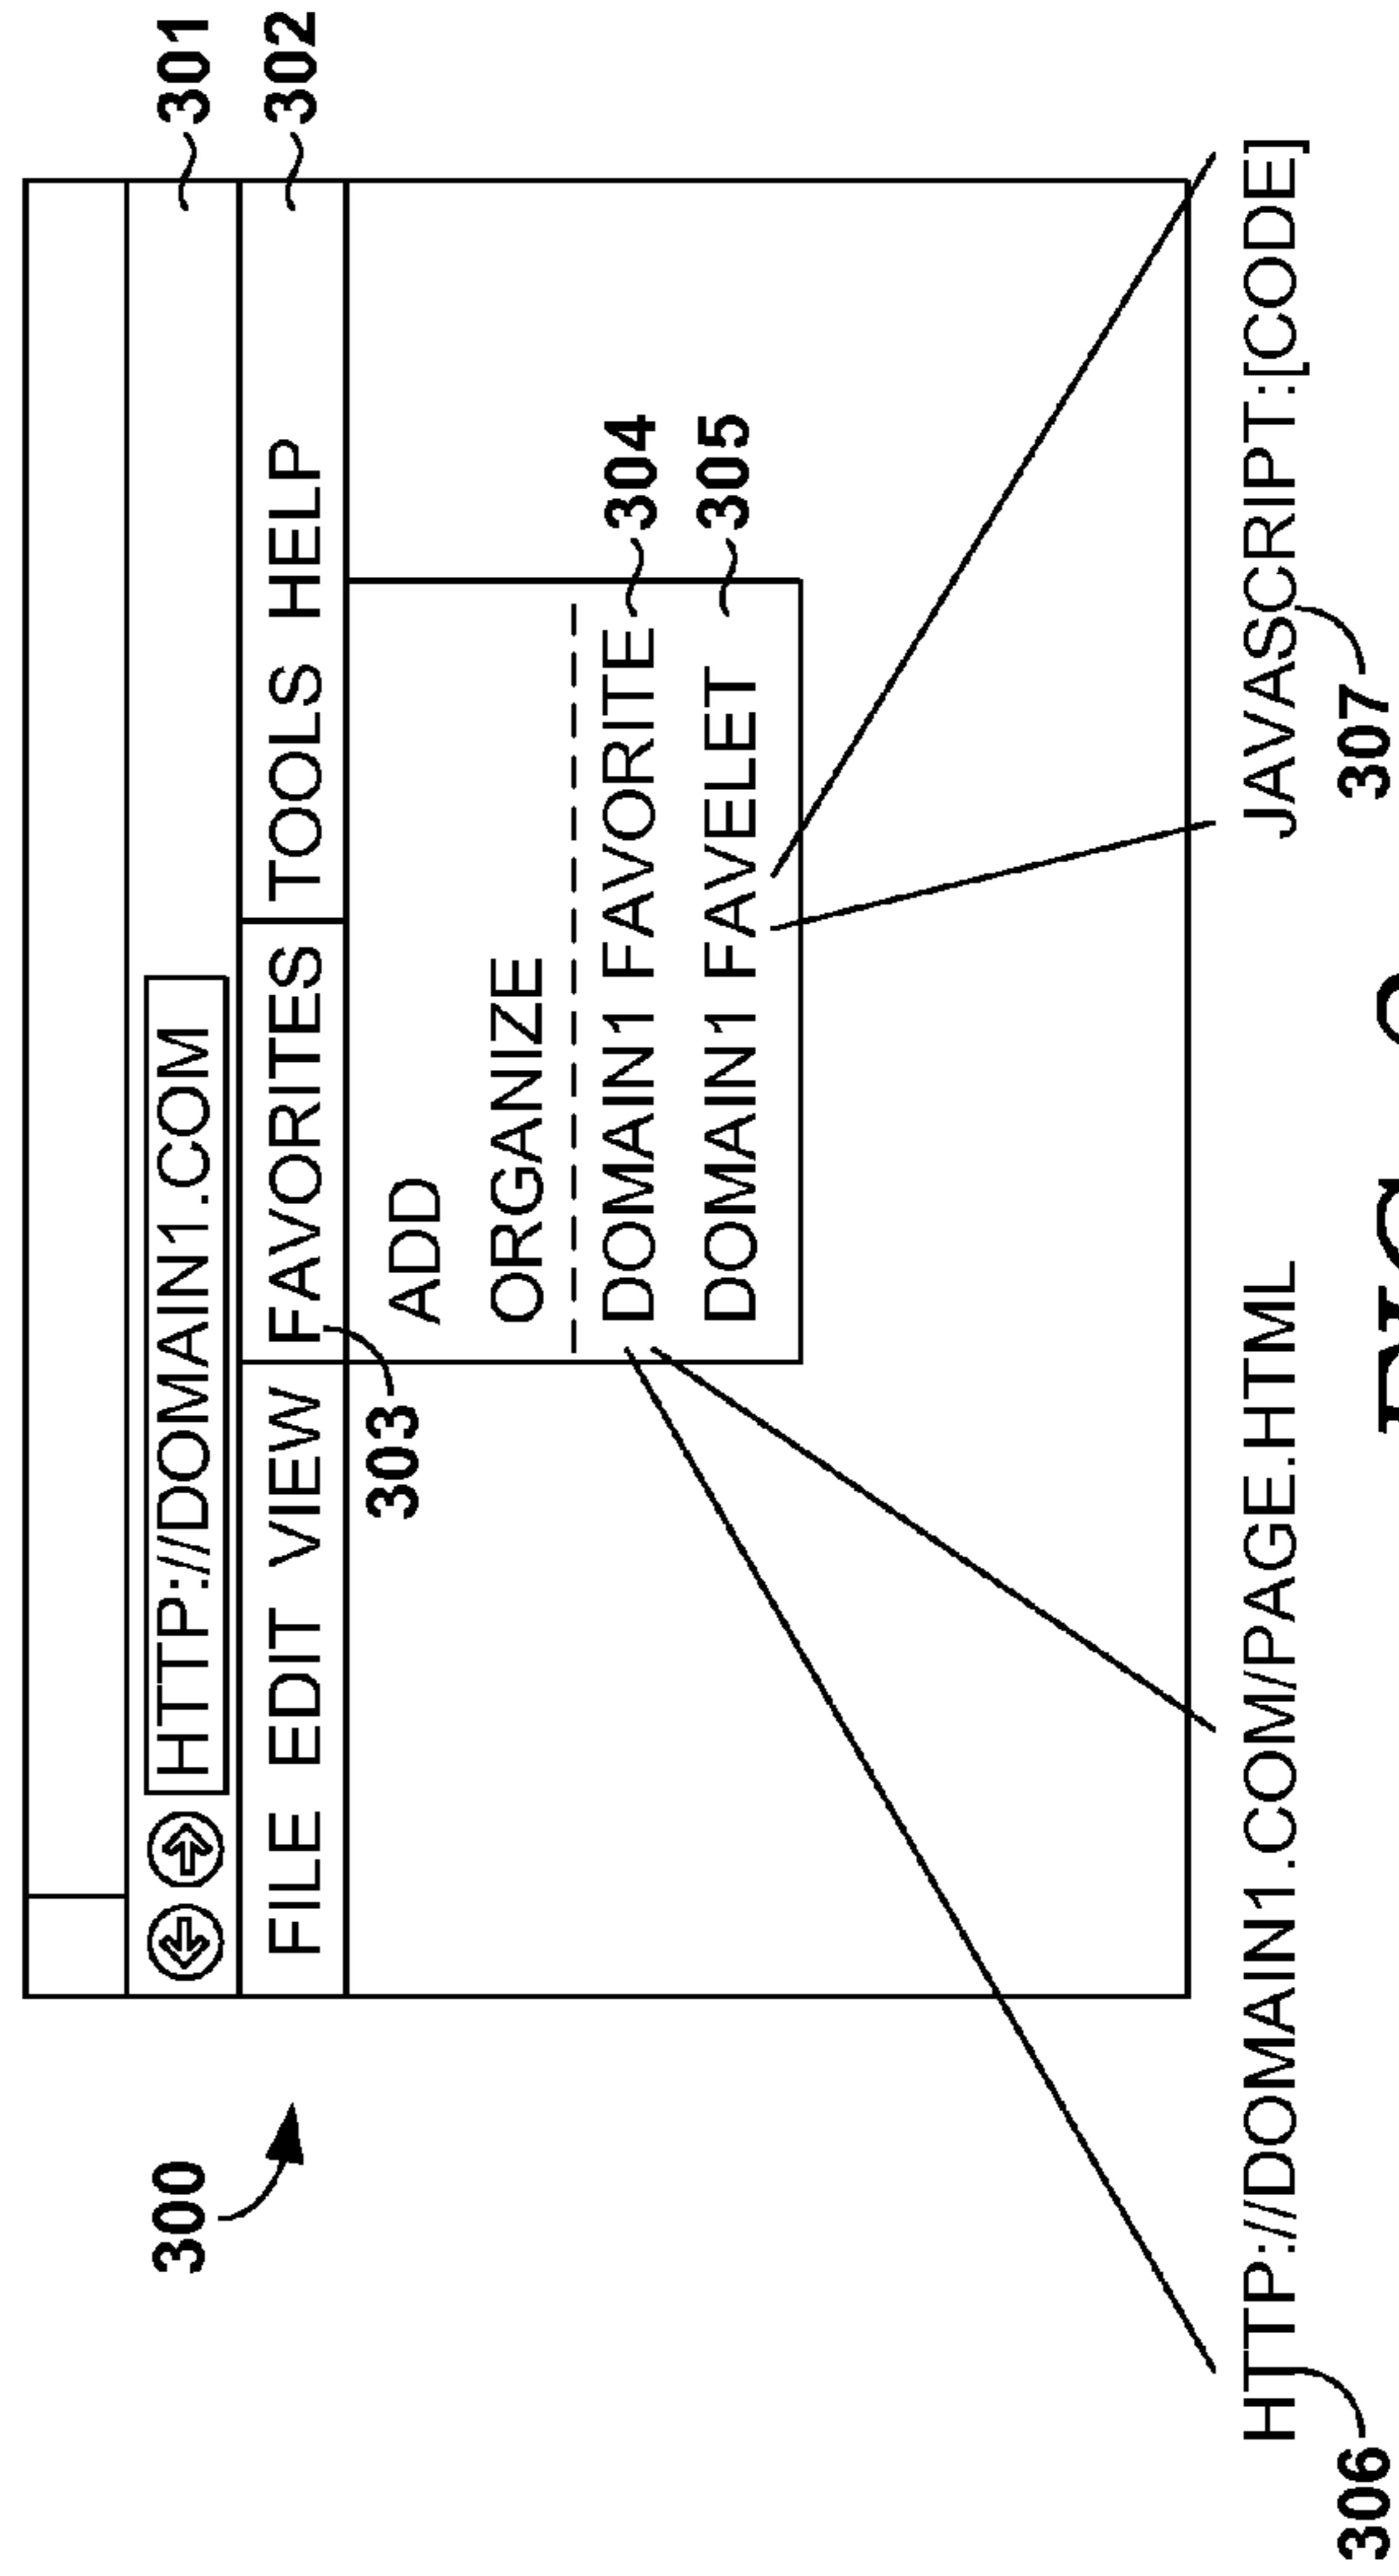 300
HTTP://DOMAIN1.COM
301
FILE EDIT VIEW FAVORITES TOOLS HELP
302
303
ADD
ORGANIZE
DOMAIN1 FAVORITE
304
DOMAIN1 FAVELET
305
HTTP://DOMAIN1.COM/PAGE.HTML
JAVASCRIPT:[CODE]
306
307